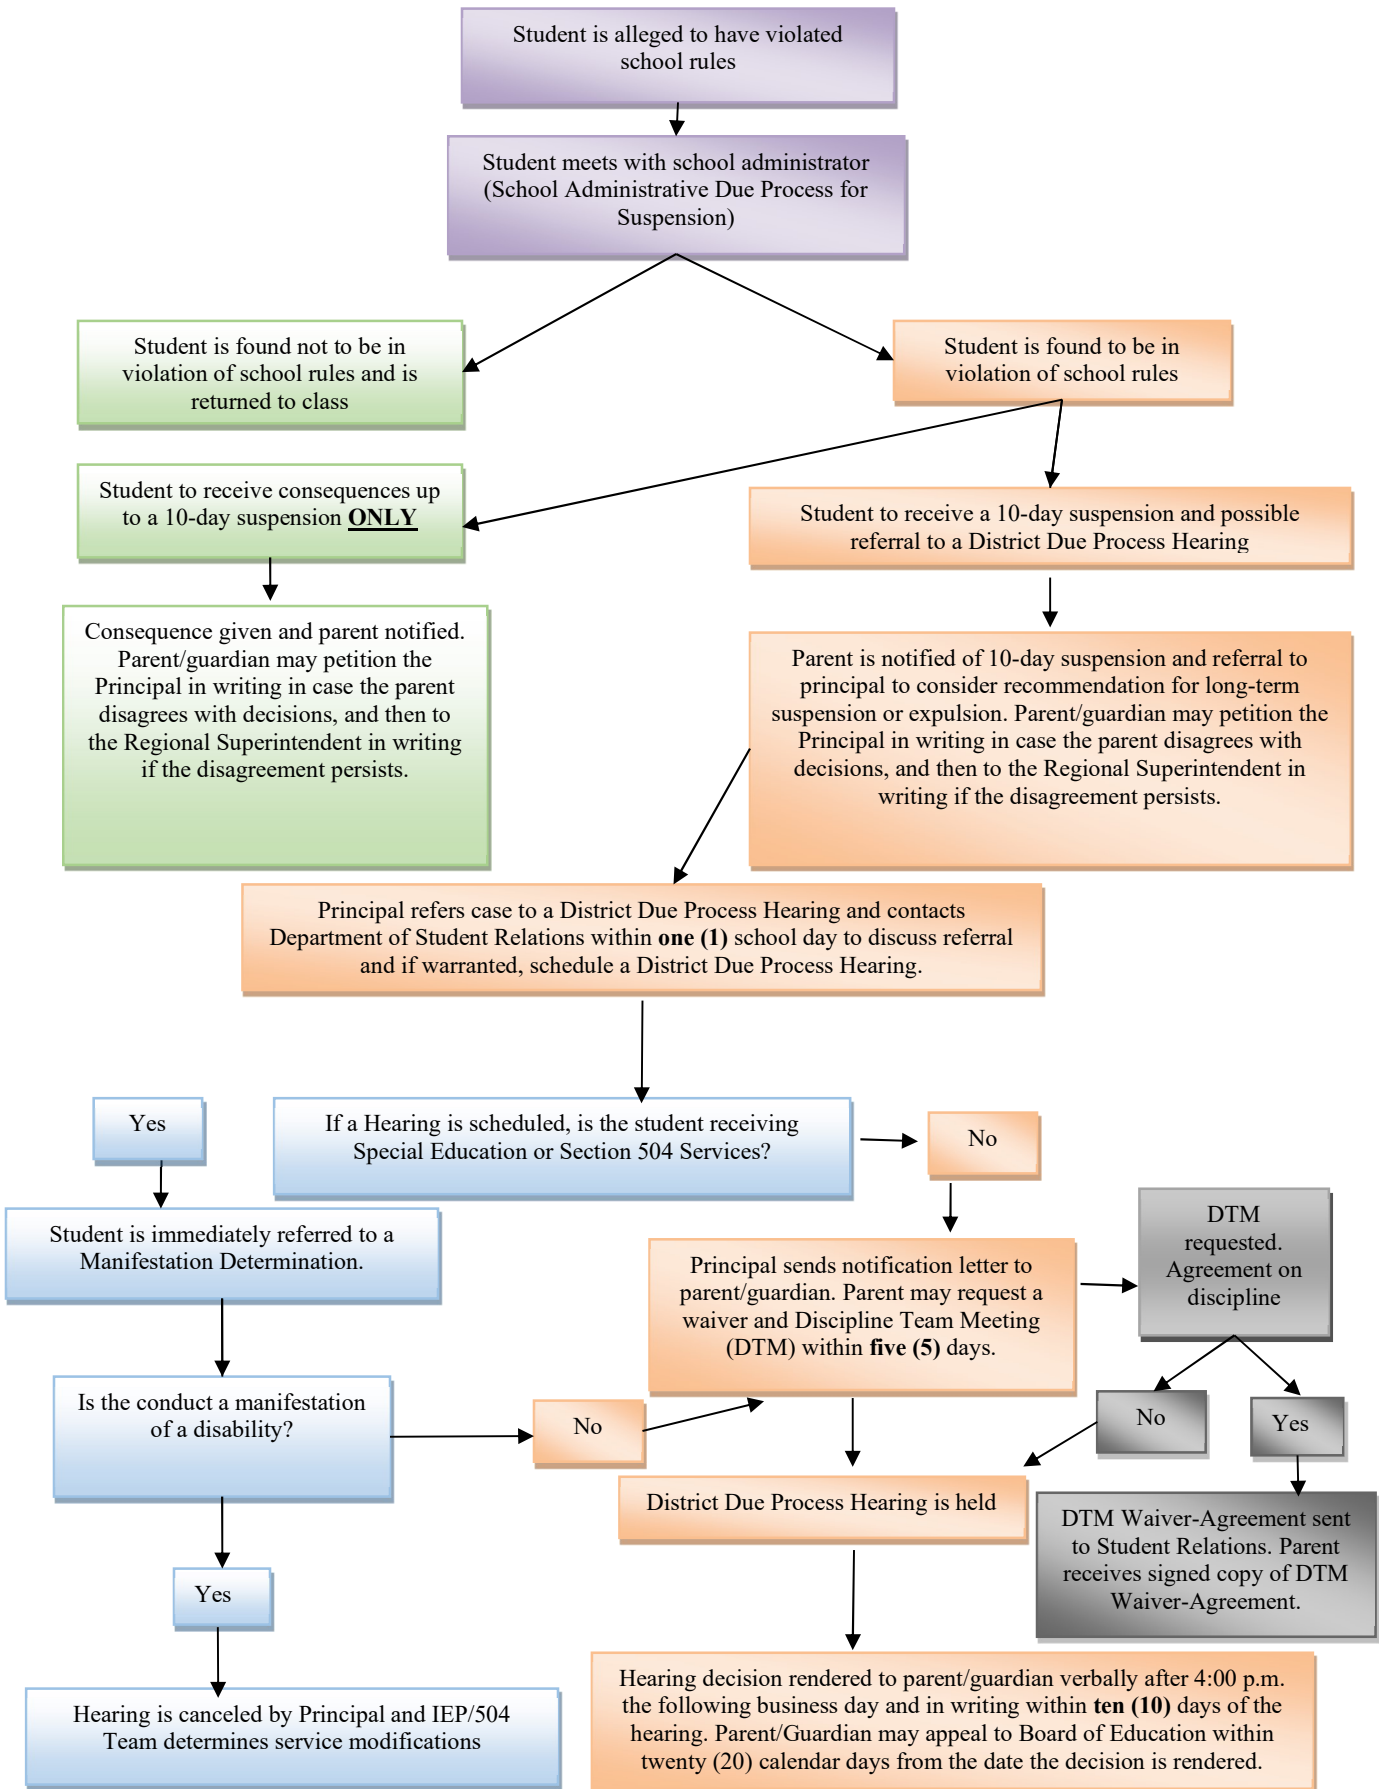 Student is alleged to have violated
school rules
Student meets with school administrator
(School Administrative Due Process for
Suspension)
Student is found not to be in
violation of school rules and is
returned to class
Student is found to be in
violation of school rules
Student to receive consequences up
to a 10-day suspension ONLY
Student to receive a 10-day suspension and possible
referral to a District Due Process Hearing
Consequence given and parent notified.
Parent/guardian may petition the
Principal in writing in case the parent
disagrees with decisions, and then to
the Regional Superintendent in writing
if the disagreement persists.
Parent is notified of 10-day suspension and referral to
principal to consider recommendation for long-term
suspension or expulsion. Parent/guardian may petition the
Principal in writing in case the parent disagrees with
decisions, and then to the Regional Superintendent in
writing if the disagreement persists.
Principal refers case to a District Due Process Hearing and contacts
Department of Student Relations within one (1) school day to discuss referral
and if warranted, schedule a District Due Process Hearing.
Yes
If a Hearing is scheduled, is the student receiving
Special Education or Section 504 Services?
No
Student is immediately referred to a
Manifestation Determination.
Principal sends notification letter to
parent/guardian. Parent may request a
waiver and Discipline Team Meeting
(DTM) within five (5) days.
DTM
requested.
Agreement on
discipline
Is the conduct a manifestation
of a disability?
No
No
Yes
District Due Process Hearing is held
DTM Waiver-Agreement sent
to Student Relations. Parent
receives signed copy of DTM
Waiver-Agreement.
Yes
Hearing is canceled by Principal and IEP/504
Team determines service modifications
Hearing decision rendered to parent/guardian verbally after 4:00 p.m.
the following business day and in writing within ten (10) days of the
hearing. Parent/Guardian may appeal to Board of Education within
twenty (20) calendar days from the date the decision is rendered.